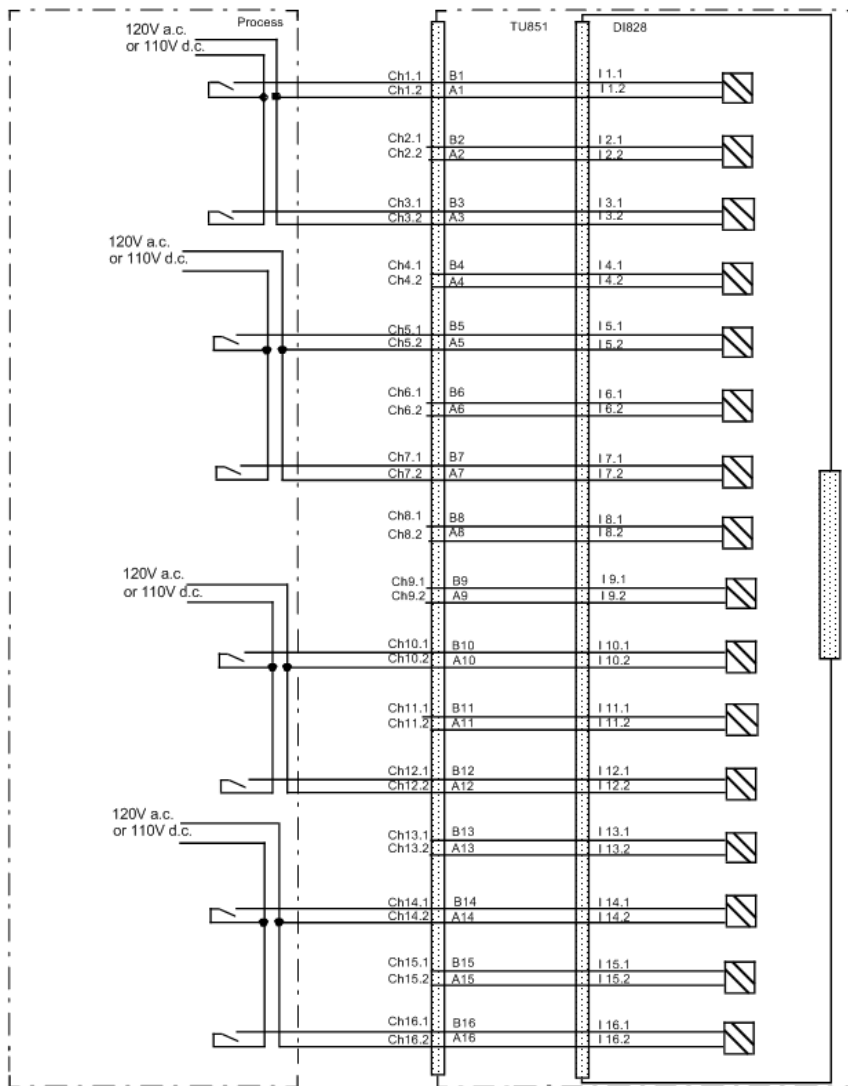 Process
TU851
DI828
120V a.c.
or 110V d.c.
Ch1.1 B1 I 1.1
Ch1.2 A1 I 1.2
Ch2.1 B2 I 2.1
Ch2.2 A2 I 2.2
Ch3.1 B3 I 3.1
Ch3.2 A3 I 3.2
120V a.c.
or 110V d.c.
Ch4.1 B4 I 4.1
Ch4.2 A4 I 4.2
Ch5.1 B5 I 5.1
Ch5.2 A5 I 5.2
Ch6.1 B6 I 6.1
Ch6.2 A6 I 6.2
Ch7.1 B7 I 7.1
Ch7.2 A7 I 7.2
Ch8.1 B8 I 8.1
Ch8.2 A8 I 8.2
120V a.c.
or 110V d.c.
Ch9.1 B9 I 9.1
Ch9.2 A9 I 9.2
Ch10.1 B10 I 10.1
Ch10.2 A10 I 10.2
Ch11.1 B11 I 11.1
Ch11.2 A11 I 11.2
Ch12.1 B12 I 12.1
Ch12.2 A12 I 12.2
120V a.c.
or 110V d.c.
Ch13.1 B13 I 13.1
Ch13.2 A13 I 13.2
Ch14.1 B14 I 14.1
Ch14.2 A14 I 14.2
Ch15.1 B15 I 15.1
Ch15.2 A15 I 15.2
Ch16.1 B16 I 16.1
Ch16.2 A16 I 16.2